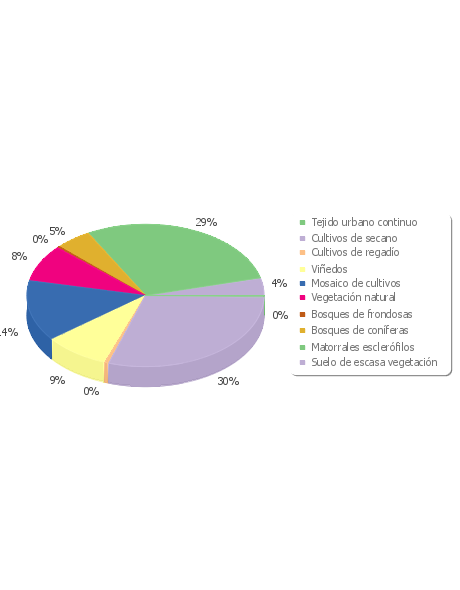 29%
5%
0%
8%
4%
0%
9%
0%
30%
Tejido urbano continuo
Cultivos de secano
Cultivos de regadío
Viñedos
Mosaico de cultivos
Vegetación natural
Bosques de frondosas
Bosques de coníferas
Matorrales esclerófilos
Suelo de escasa vegetación